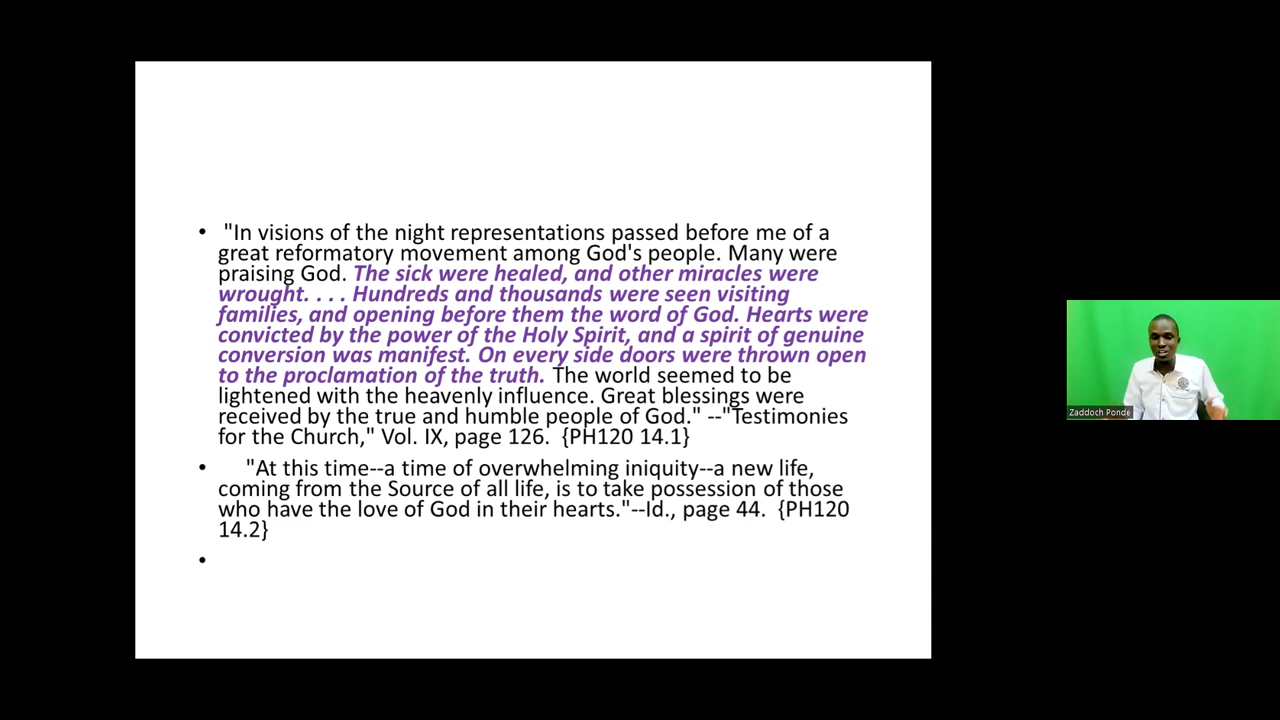 "In visions of the night representations passed before me of a
great reformatory movement among God's people. Many were
praising God. The sick were healed, and other miracles were
wrought. . . . Hundreds and thousands were seen visiting
families, and opening before them the word of God. Hearts were
convicted by the power of the Holy Spirit, and a spirit of genuine
conversion was manifest. On every side doors were thrown open
to the proclamation of the truth. The world seemed to be
lightened with the heavenly influence. Great blessings were
received by the true and humble people of God." --"Testimonies
for the Church," Vol. IX, page 126. {PH120 14.1}
"At this time--a time of overwhelming iniquity--a new life,
coming from the Source of all life, is to take possession of those
who have the love of God in their hearts."--Id., page 44. {PH120
14.2}
Zaddoch Ponde